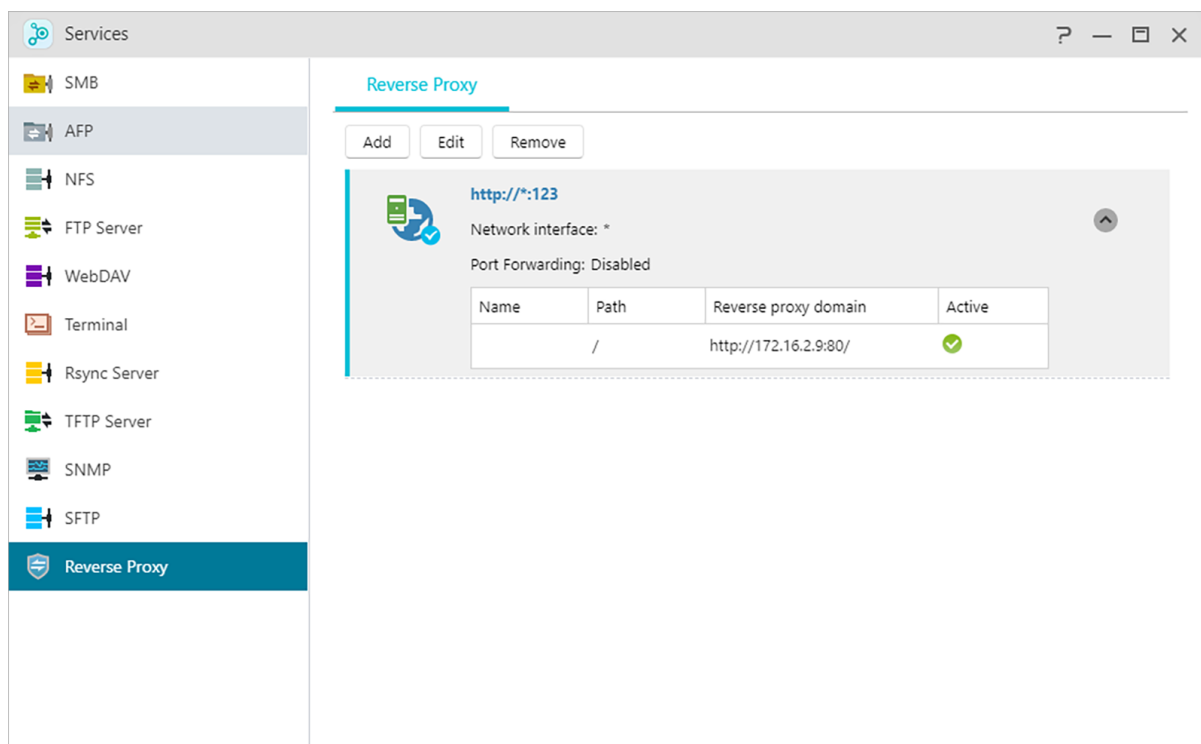 Services
SMB
AFP
NFS
FTP Server
WebDAV
Terminal
Rsync Server
TFTP Server
SNMP
SFTP
Reverse Proxy
Reverse Proxy
Add Edit Remove
http://*:123
Network interface: *
Port Forwarding: Disabled
Name Path Reverse proxy domain Active
/ http://172.16.2.9:80/